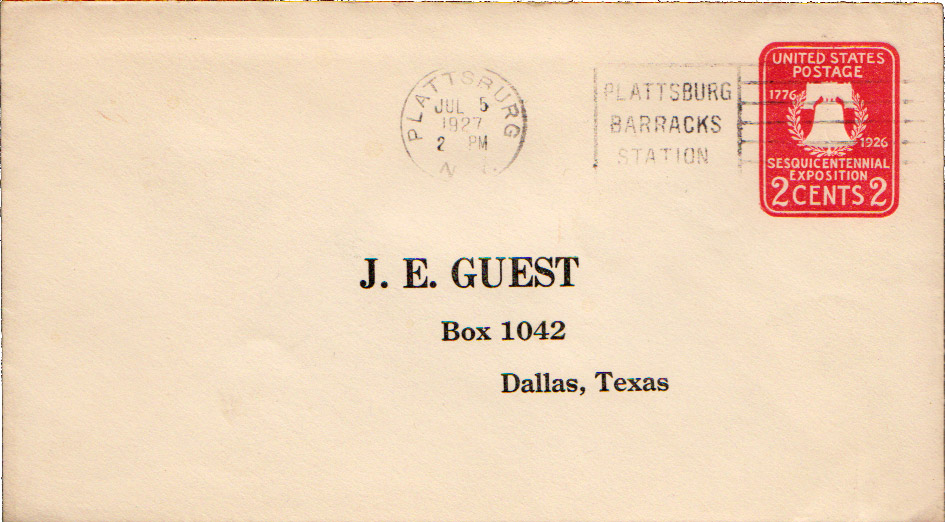 PLATTSBURG
JUL 5
1927
2 PM
N.
PLATTSBURG
BARRACKS
STATION
UNITED STATES
POSTAGE
1776
1926
SESQUICENTENNIAL
EXPOSITION
2 CENTS 2
J. E. GUEST
Box 1042
Dallas, Texas